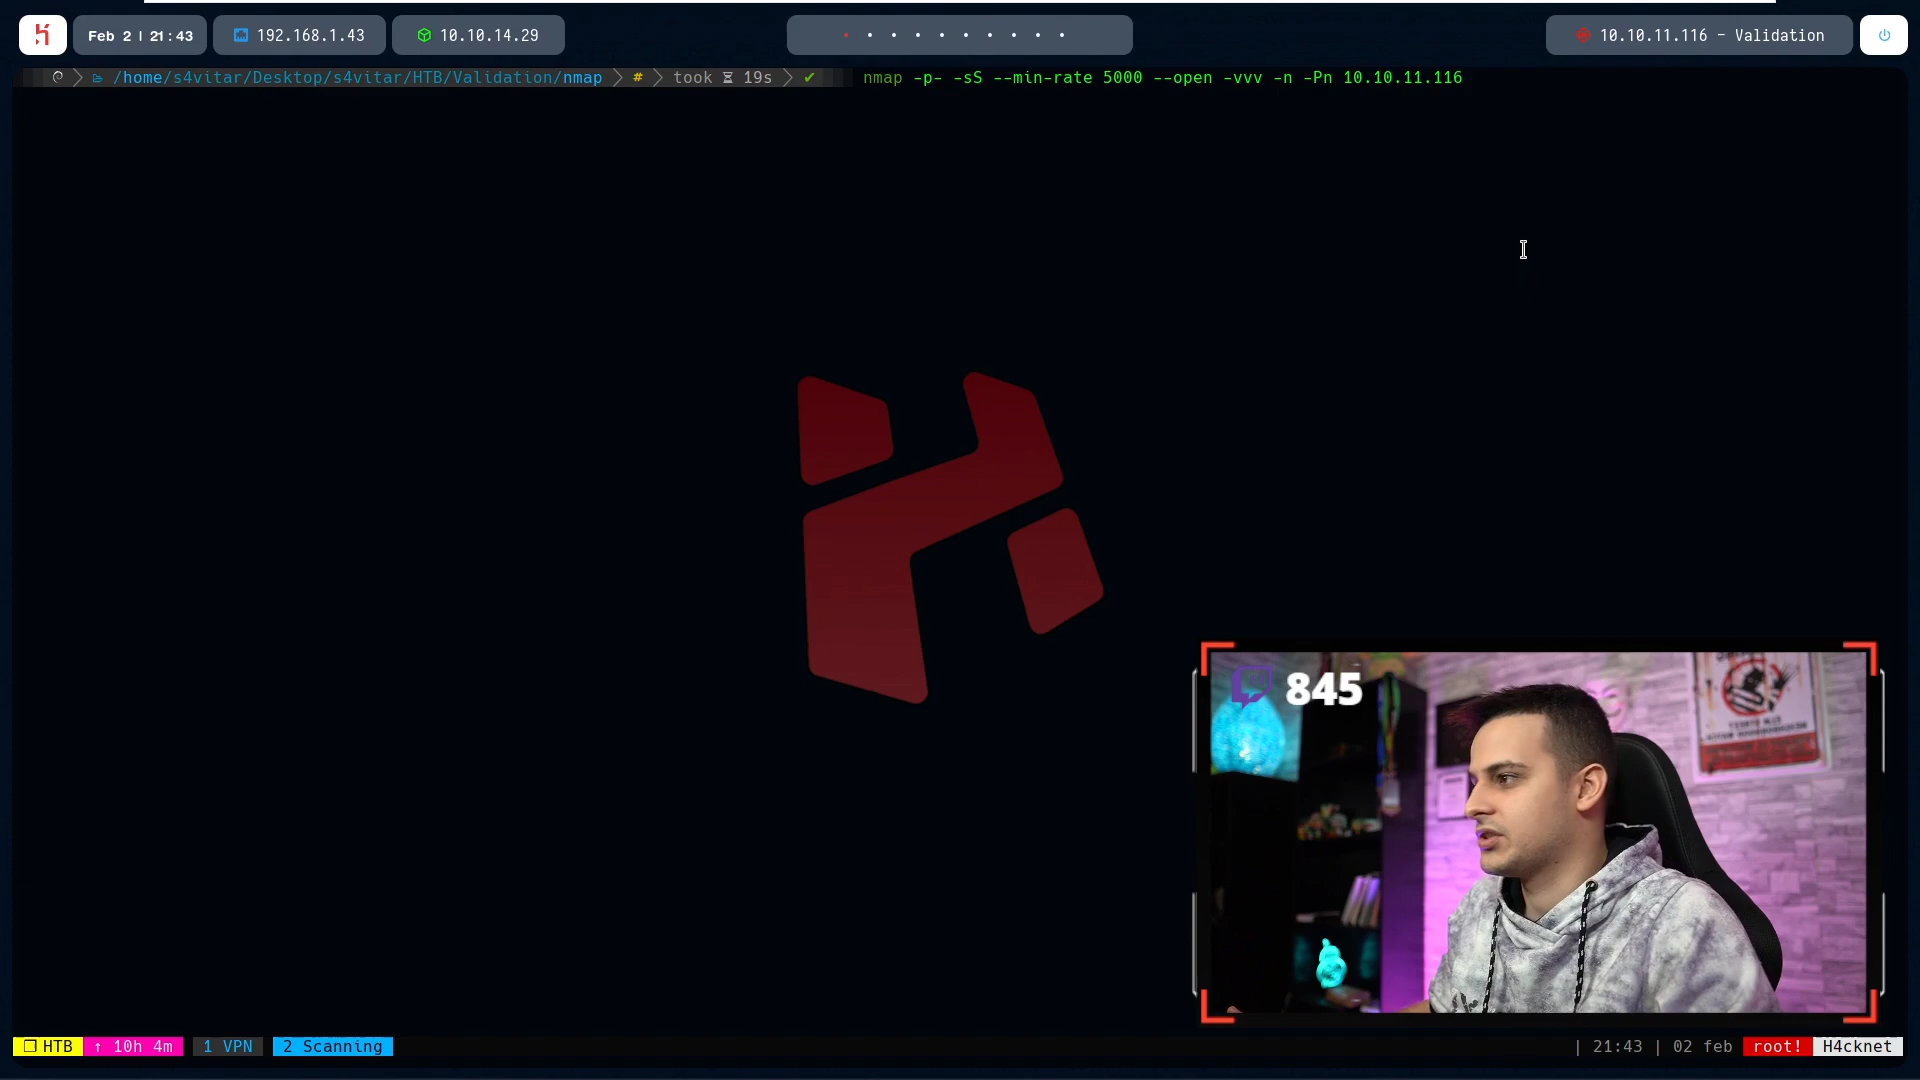 Feb 2 | 21:43
192.168.1.43
10.10.14.29
10.10.11.116 - Validation
/home/s4vitar/Desktop/s4vitar/HTB/Validation/nmap # took 19s nmap -p- -sS --min-rate 5000 --open -vvv -n -Pn 10.10.11.116
845
HTB ↑ 10h 4m 1 VPN 2 Scanning
| 21:43 | 02 feb root! H4cknet